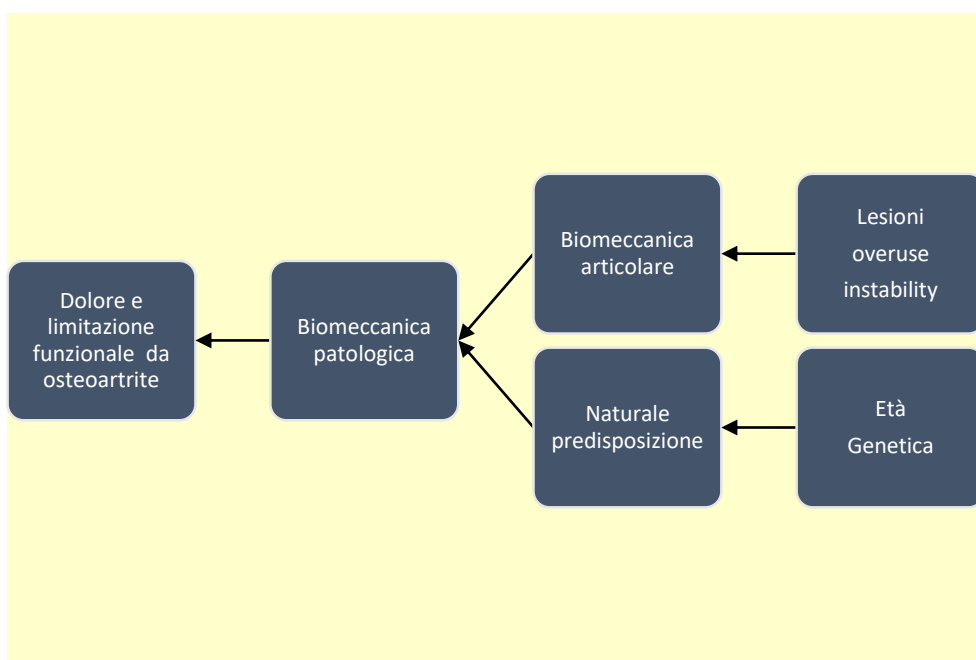 Dolore e
limitazione
funzionale da
osteoartrite
Biomeccanica
patologica
Biomeccanica
articolare
Naturale
predisposizione
Lesioni
overuse
instability
Età
Genetica